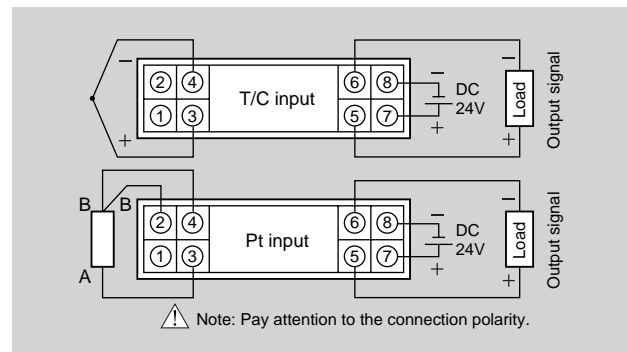 − ② ④ T/C input ⑥ ⑧ − DC 24V − Load Output signal
+ ① ③ ⑤ ⑦ + +
B B ② ④ Pt input ⑥ ⑧ − DC 24V − Load Output signal
A ① ③ ⑤ ⑦ + +
! Note: Pay attention to the connection polarity.